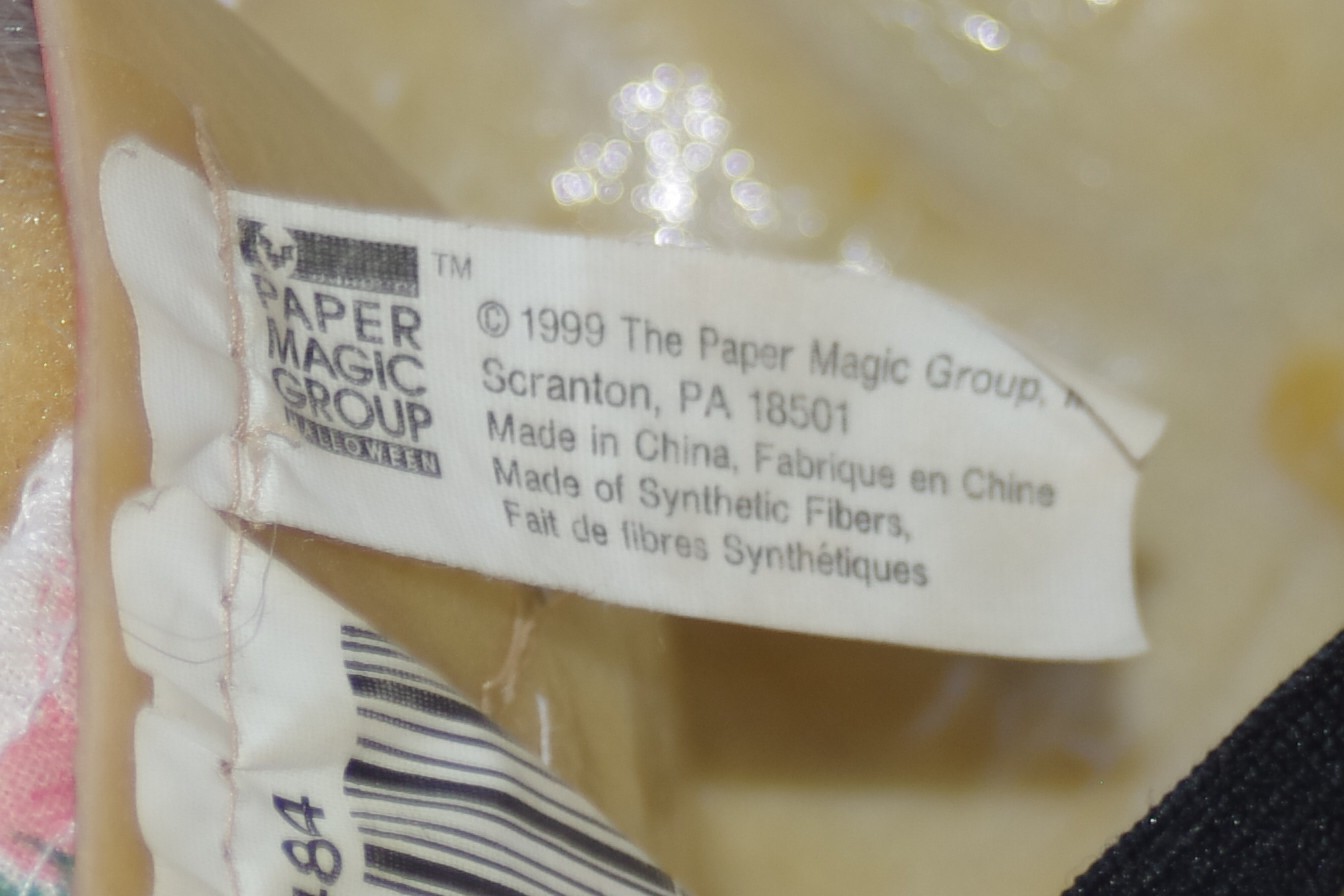 TM
PAPER
MAGIC
GROUP
HALLOWEEN
© 1999 The Paper Magic Group,
Scranton, PA 18501
Made in China, Fabrique en Chine
Made of Synthetic Fibers,
Fait de fibres Synthétiques
84